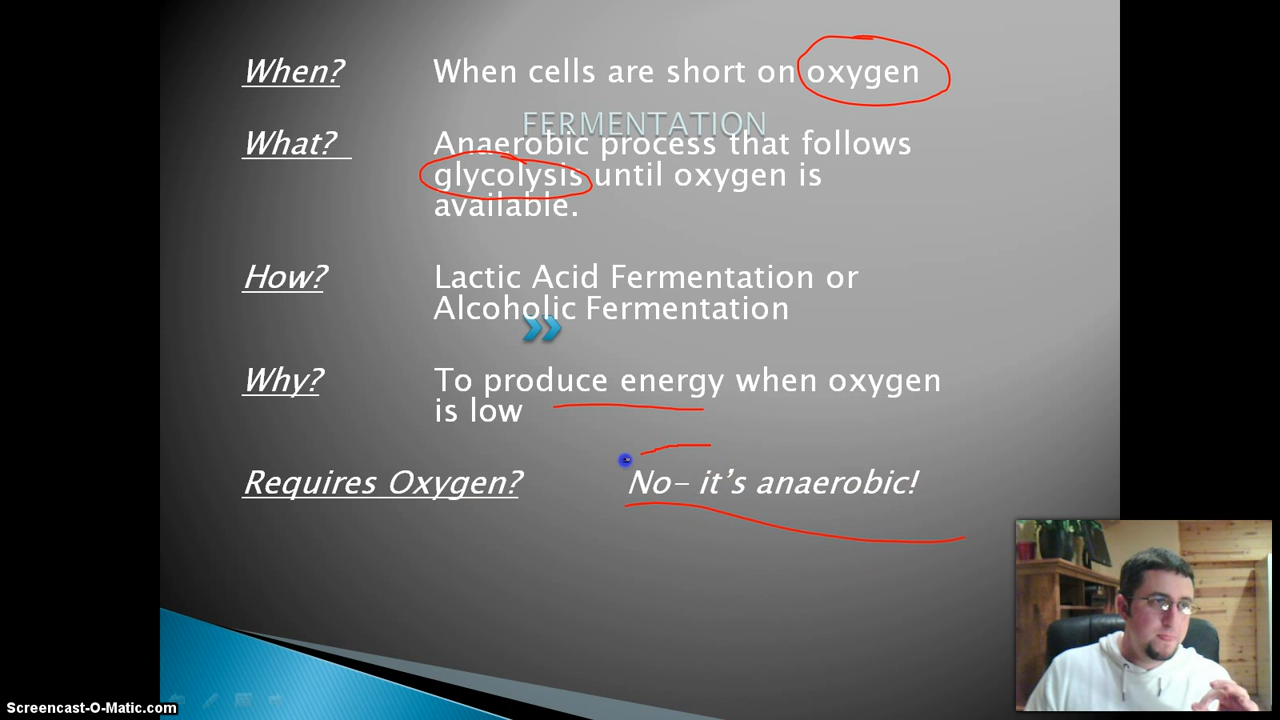 When? When cells are short on oxygen
FERMENTATION
What? Anaerobic process that follows
glycolysis until oxygen is
available.
How? Lactic Acid Fermentation or
Alcoholic Fermentation
Why? To produce energy when oxygen
is low
Requires Oxygen? No– it's anaerobic!
Screencast-O-Matic.com